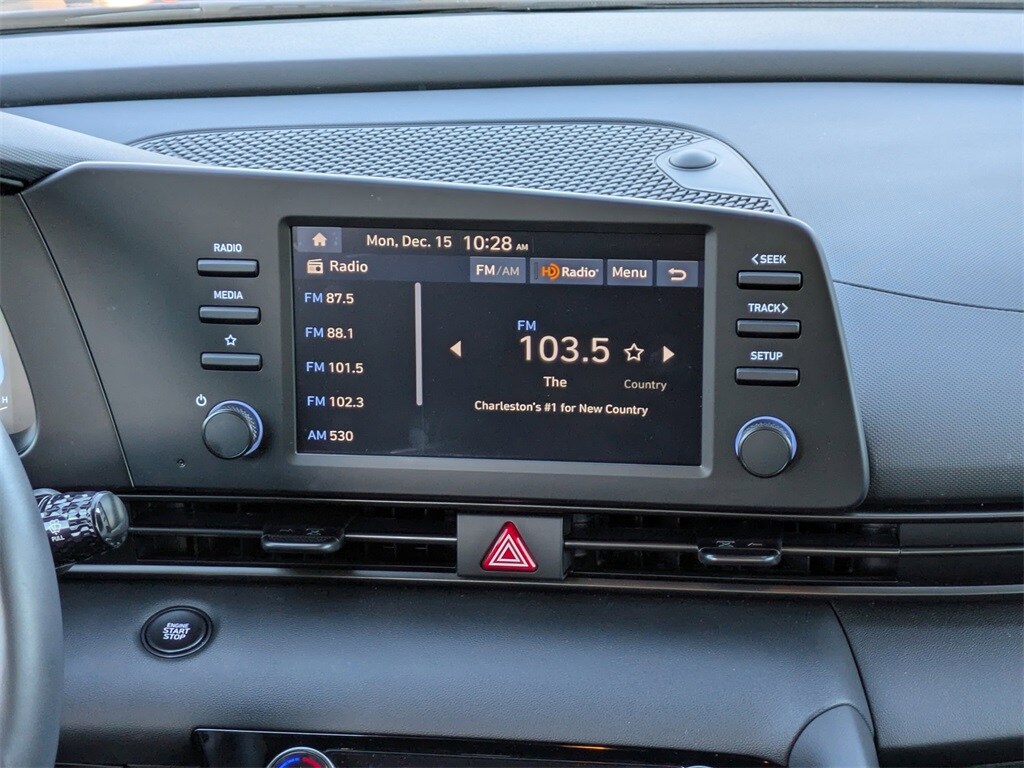 RADIO
MEDIA
Mon, Dec. 15 10:28 AM
Radio FM/AM HD Radio Menu
FM 87.5
FM 88.1
FM 101.5
FM 102.3
AM 530
FM
103.5
The Country
Charleston's #1 for New Country
<SEEK
TRACK>
SETUP
H
PULL
ENGINE
START
STOP